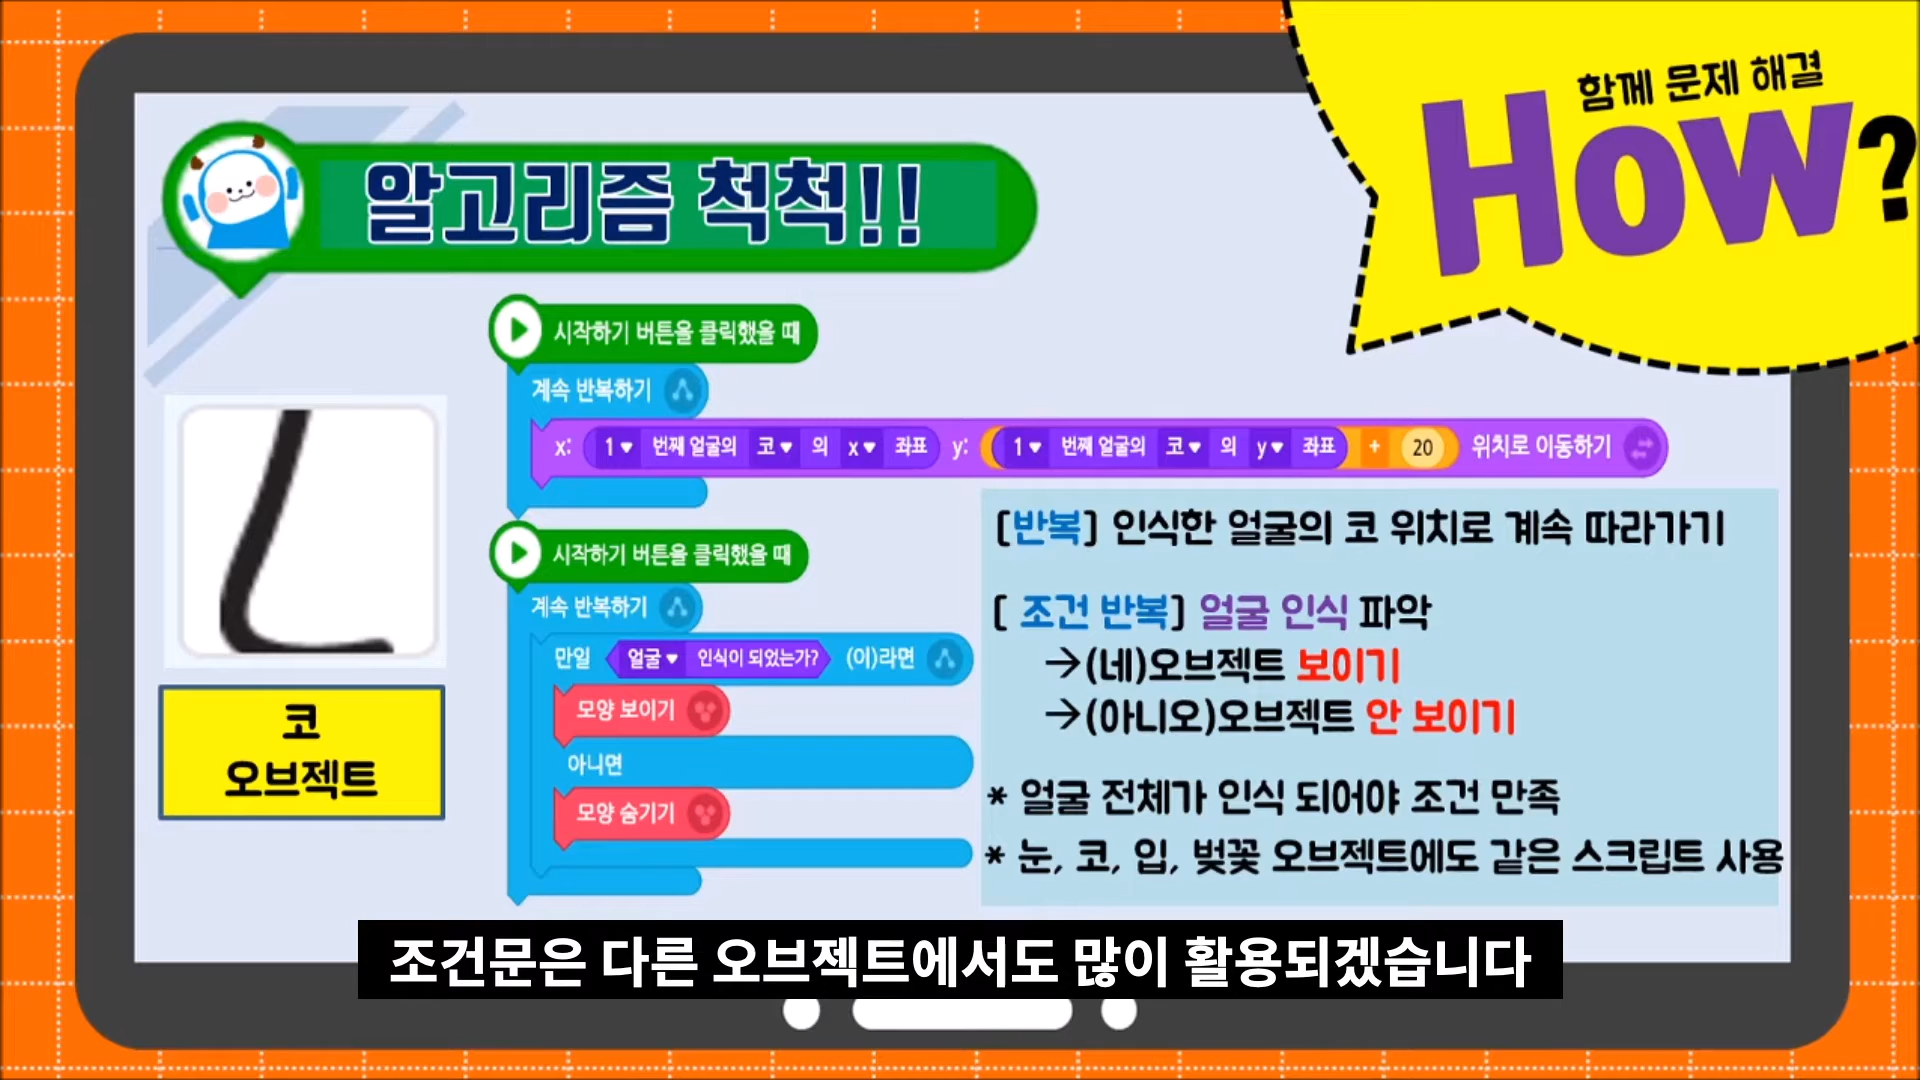 함께 문제 해결
How?
알고리즘 척척!!
시작하기 버튼을 클릭했을 때
계속 반복하기
x: 1▼ 번째 얼굴의 코▼ 의 x▼ 좌표 y: 1▼ 번째 얼굴의 코▼ 의 y▼ 좌표 + 20 위치로 이동하기
시작하기 버튼을 클릭했을 때
계속 반복하기
만일 얼굴▼ 인식이 되었는가? (이)라면
모양 보이기
아니면
모양 숨기기
코
오브젝트
[반복] 인식한 얼굴의 코 위치로 계속 따라가기
[ 조건 반복] 얼굴 인식 파악
→(네)오브젝트 보이기
→(아니오)오브젝트 안 보이기
* 얼굴 전체가 인식 되어야 조건 만족
* 눈, 코, 입, 벚꽃 오브젝트에도 같은 스크립트 사용
조건문은 다른 오브젝트에서도 많이 활용되겠습니다